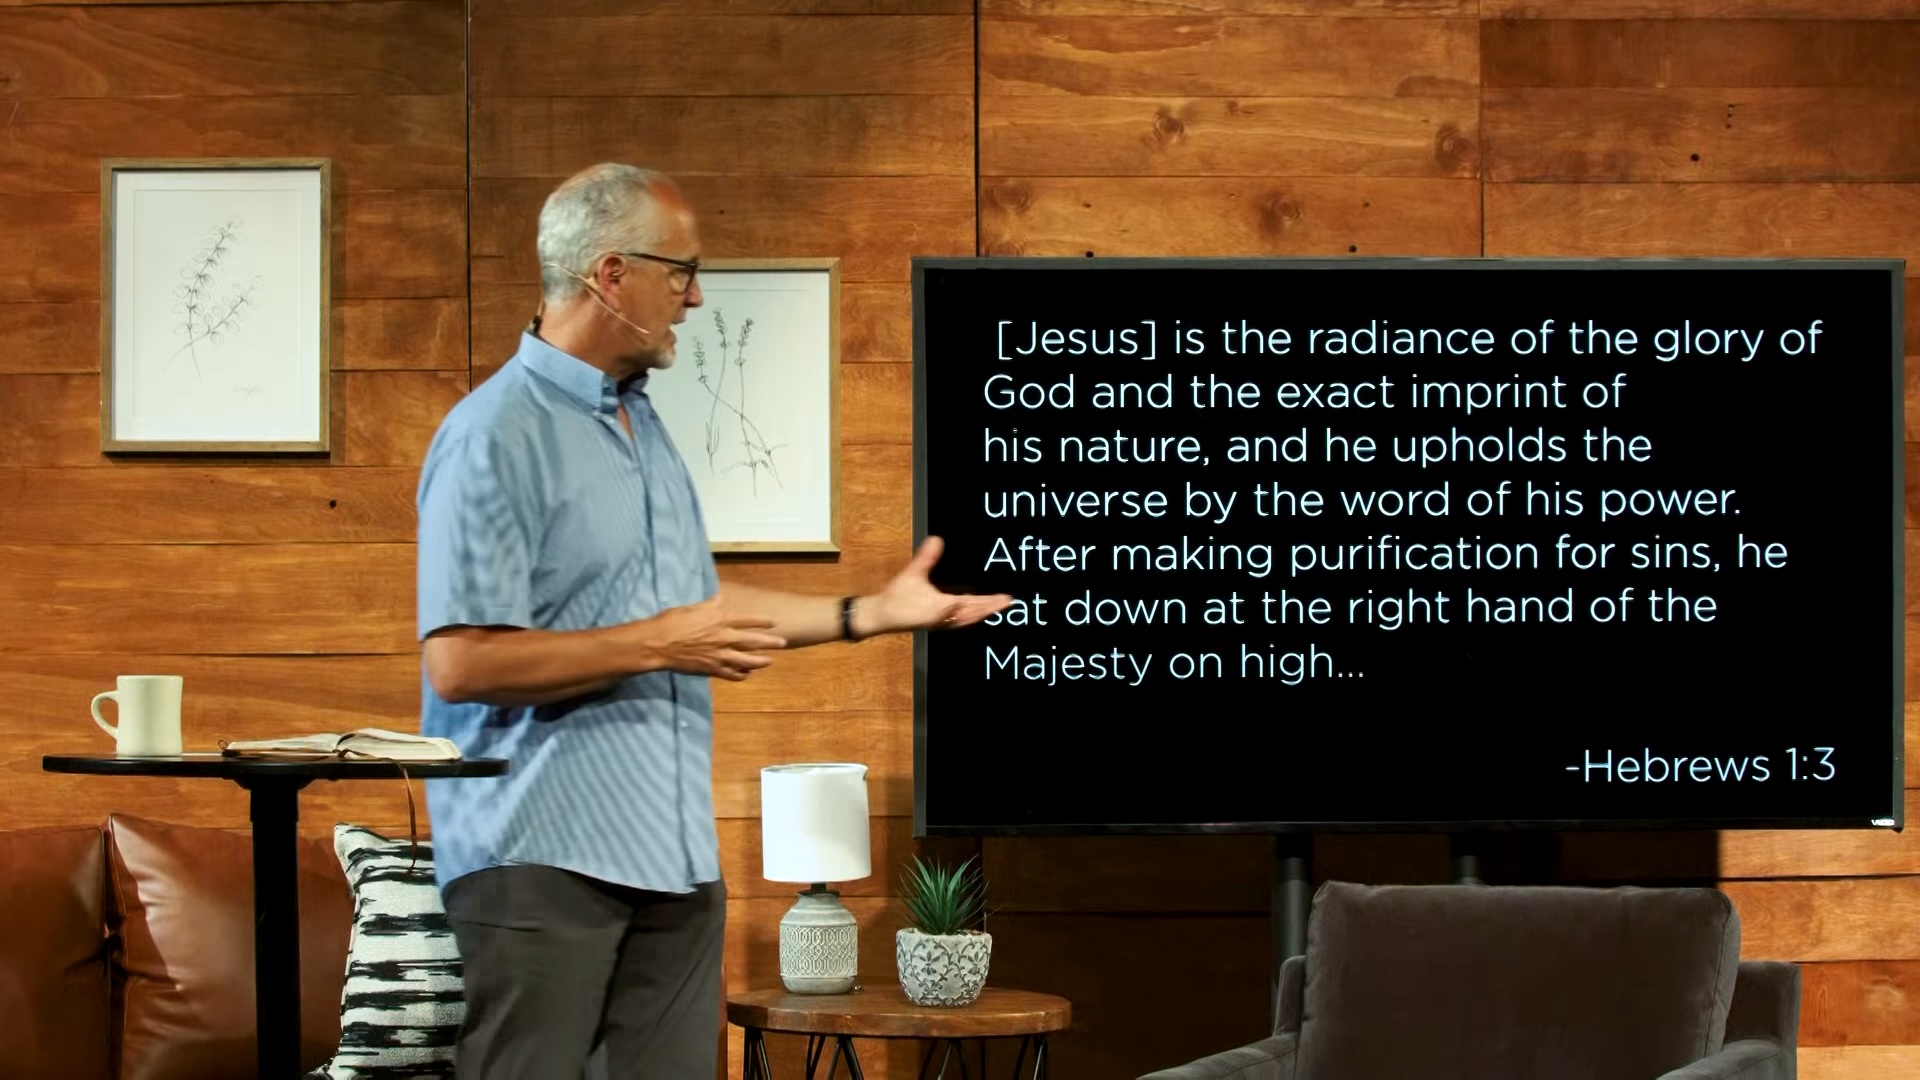 [Jesus] is the radiance of the glory of
God and the exact imprint of
his nature, and he upholds the
universe by the word of his power.
After making purification for sins, he
sat down at the right hand of the
Majesty on high...
-Hebrews 1:3
VIZIO